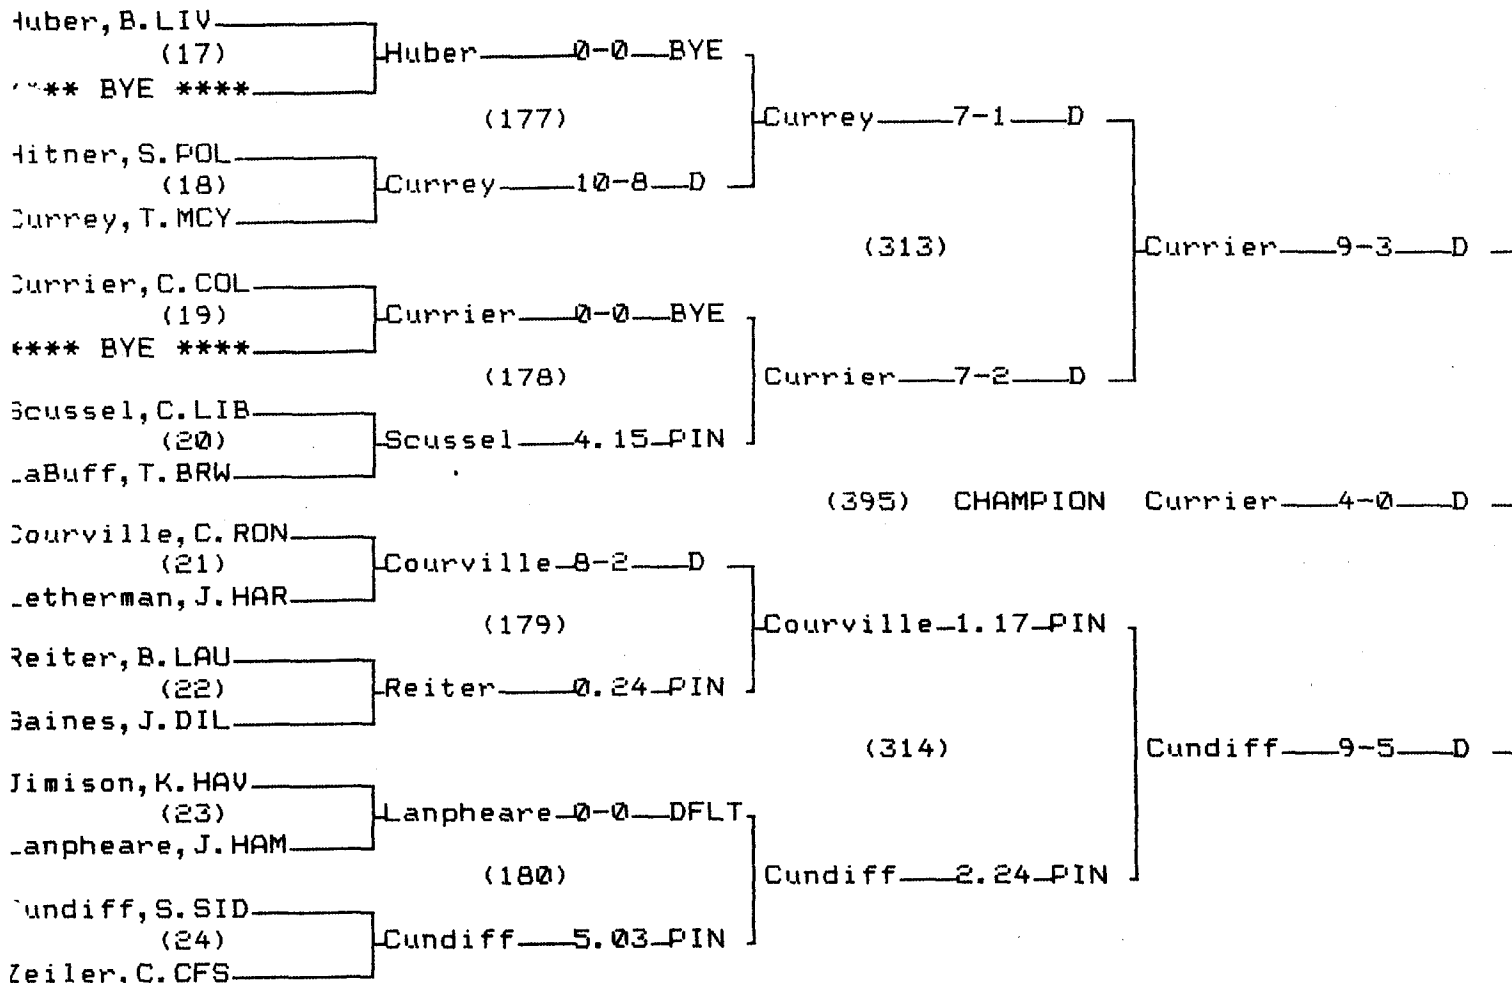 Huber, B. LIV
(17) Huber 0-0 BYE
**** BYE ****
(177) Currey 7-1 D
Hitner, S. POL
(18) Currey 10-8 D
Currey, T. MCY
(313) Currier 9-3 D
Currier, C. COL
(19) Currier 0-0 BYE
**** BYE ****
(178) Currier 7-2 D
Scussel, C. LIB
(20) Scussel 4.15 PIN
LaBuff, T. BRW
(395) CHAMPION Currier 4-0 D
Courville, C. RON
(21) Courville 8-2 D
Letherman, J. HAR
(179) Courville 1.17 PIN
Reiter, B. LAU
(22) Reiter 0.24 PIN
Gaines, J. DIL
(314) Cundiff 9-5 D
Jimison, K. HAV
(23) Lanpheare 0-0 DFLT
Lanpheare, J. HAM
(180) Cundiff 2.24 PIN
Cundiff, S. SID
(24) Cundiff 5.03 PIN
Zeiler, C. CFS